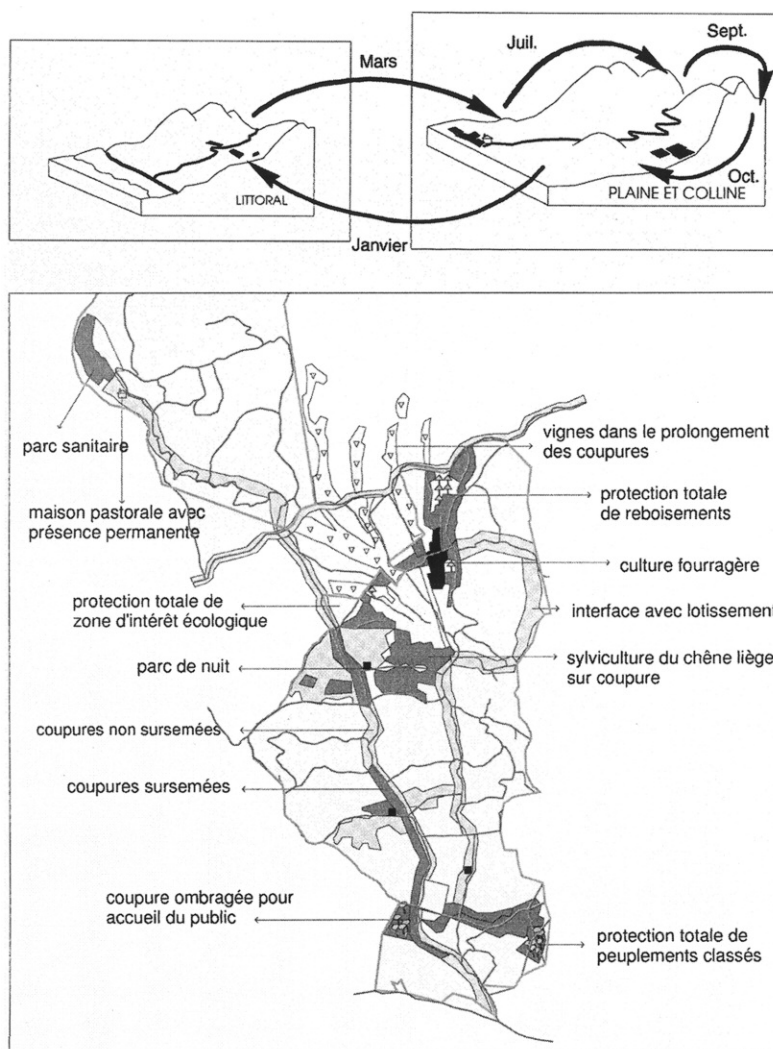 Mars
Juil.
Sept.
LITTORAL
Oct.
PLAINE ET COLLINE
Janvier
parc sanitaire
maison pastorale avec
présence permanente
vignes dans le prolongement
des coupures
protection totale
de reboisements
culture fourragère
protection totale de
zone d'intérêt écologique
interface avec lotissement
parc de nuit
sylviculture du chêne liège
sur coupure
coupures non sursemées
coupures sursemées
coupure ombragée pour
accueil du public
protection totale de
peuplements classés